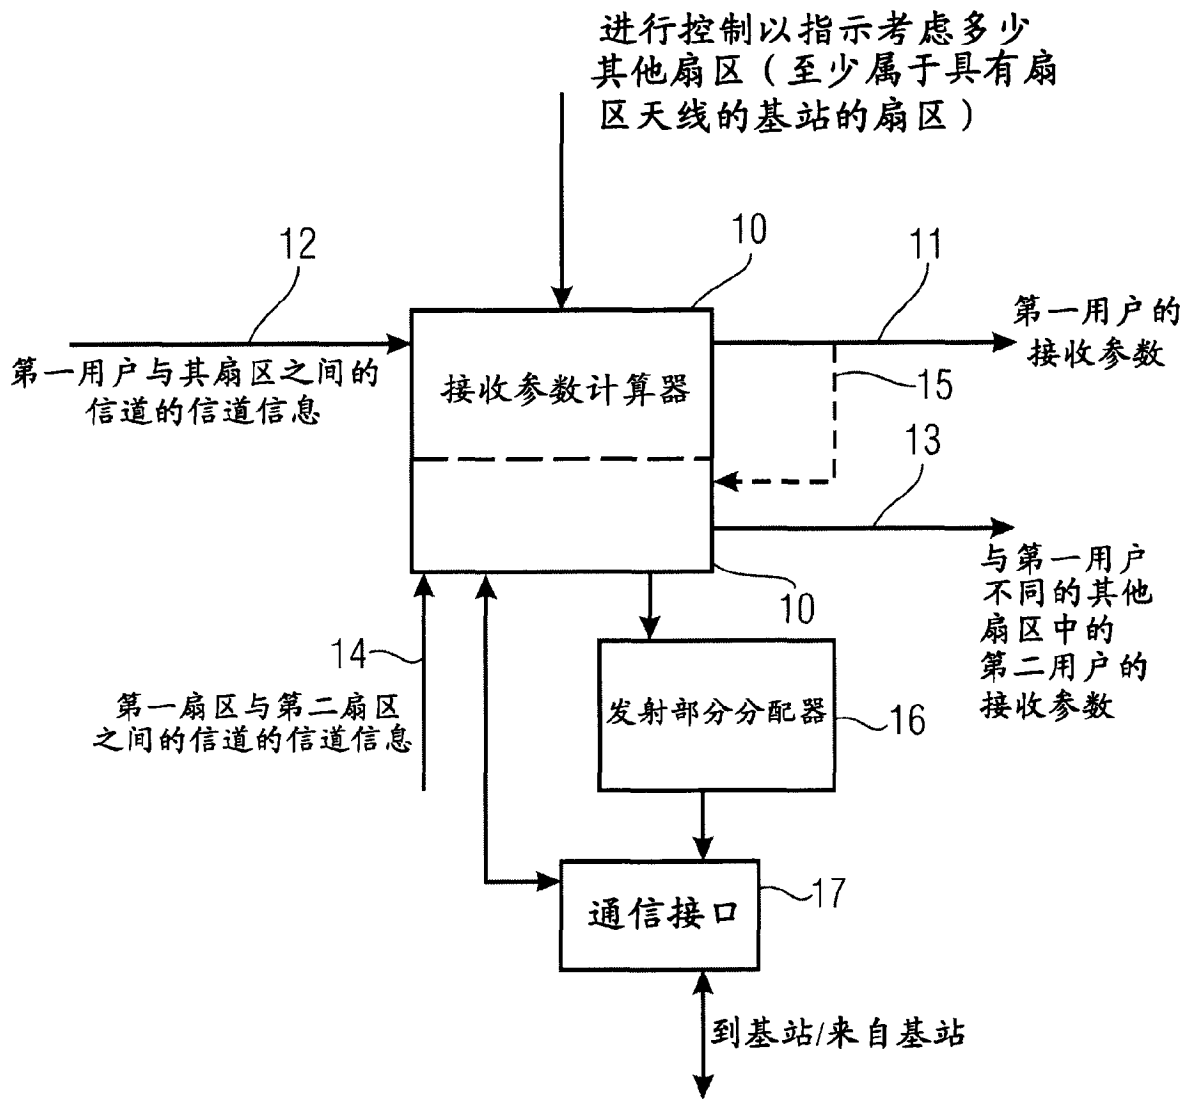 进行控制以指示考虑多少
其他扇区（至少属于具有扇
区天线的基站的扇区）
12
10
11
第一用户的
接收参数
第一用户与其扇区之间的
信道的信道信息
接收参数计算器
15
13
与第一用户
不同的其他
扇区中的
第二用户的
接收参数
10
14
第一扇区与第二扇区
之间的信道的信道信息
发射部分分配器
16
通信接口
17
到基站/来自基站